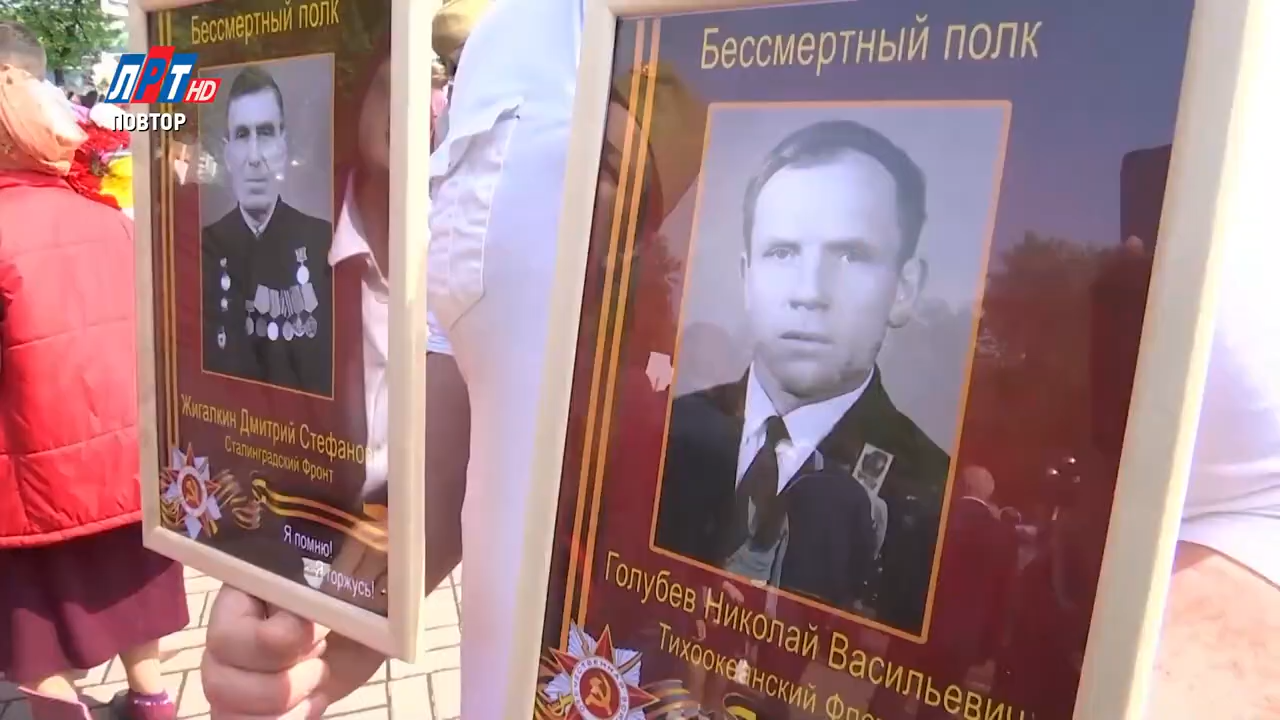 ЛРТ HD
ПОВТОР
Бессмертный полк
Жигалкин Дмитрий Стефанов
Сталинградский Фронт
Я помню!
Я горжусь!
Бессмертный полк
Голубев Николай Васильевич
Тихоокеанский